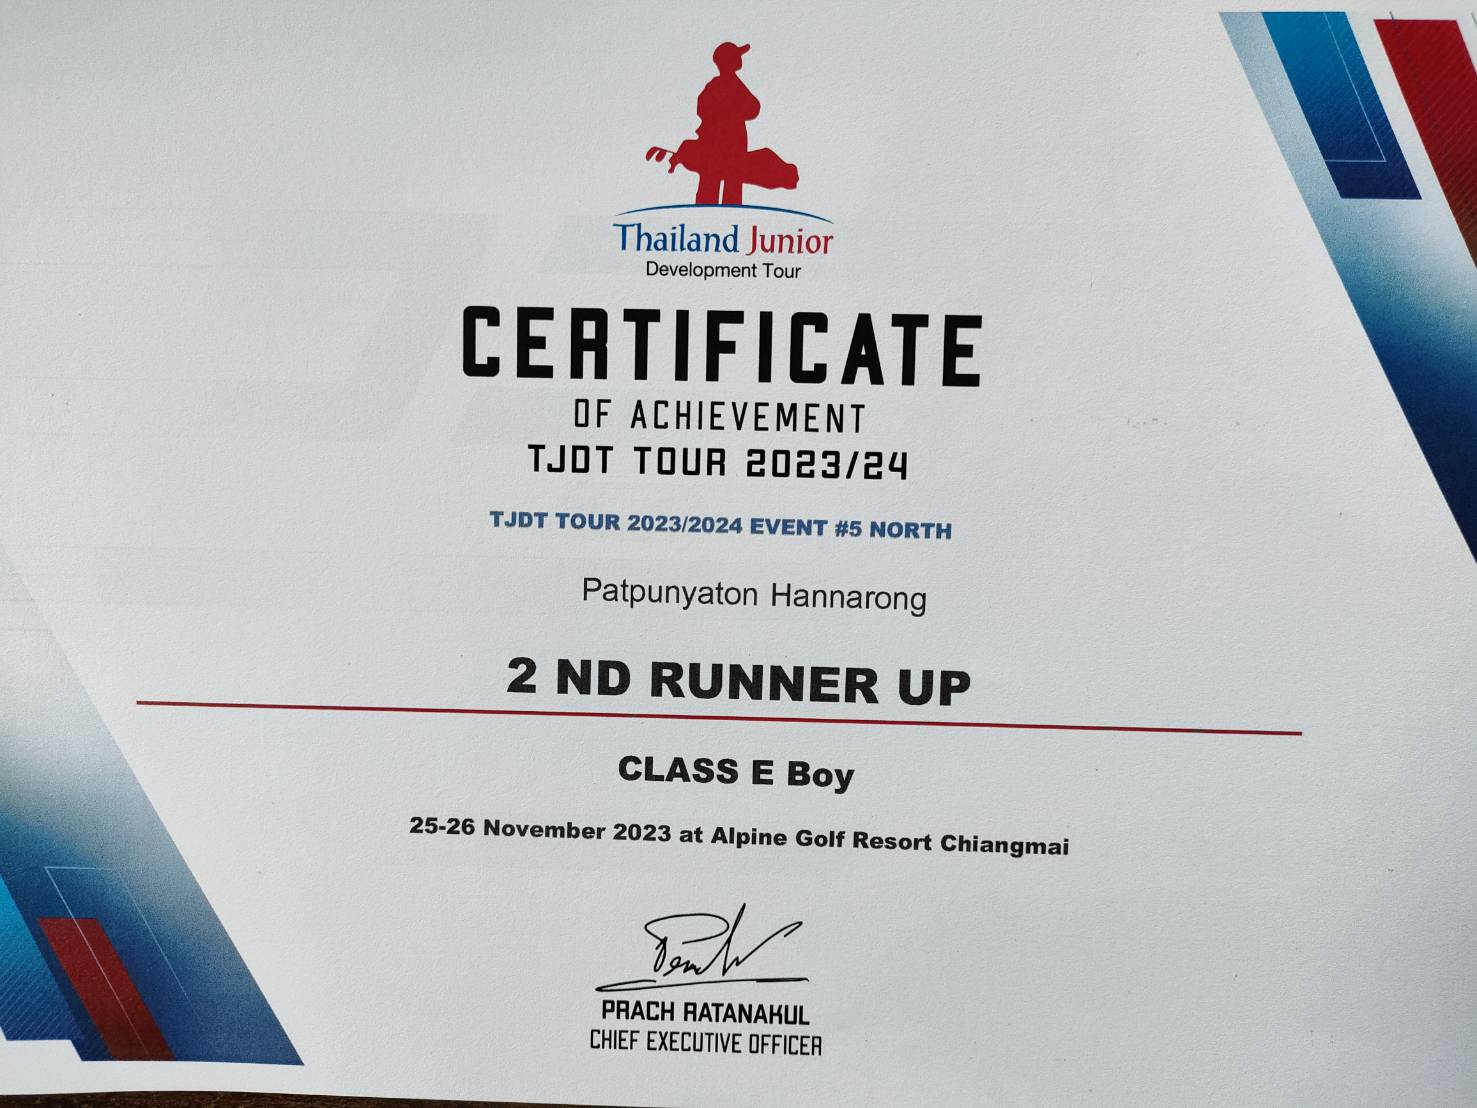 Thailand Junior
Development Tour
CERTIFICATE
OF ACHIEVEMENT
TJDT TOUR 2023/24
TJDT TOUR 2023/2024 EVENT #5 NORTH
Patpunyaton Hannarong
2 ND RUNNER UP
CLASS E Boy
25-26 November 2023 at Alpine Golf Resort Chiangmai
PRACH RATANAKUL
CHIEF EXECUTIVE OFFICER